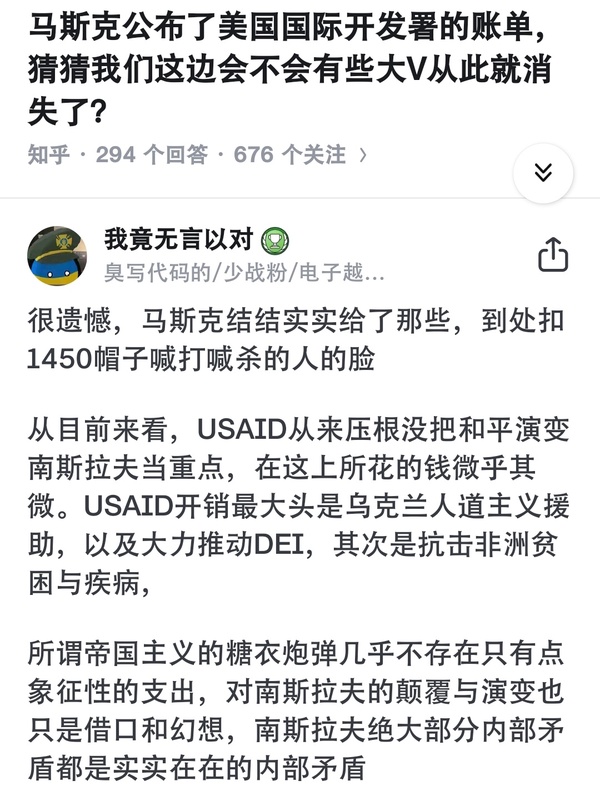 马斯克公布了美国国际开发署的账单，
猜猜我们这边会不会有些大V从此就消
失了？
知乎 · 294 个回答 · 676 个关注 〉
我竟无言以对
臭写代码的/少战粉/电子越...
很遗憾，马斯克结结实实给了那些，到处扣
1450帽子喊打喊杀的人的脸
从目前来看，USAID从来压根没把和平演变
南斯拉夫当重点，在这上所花的钱微乎其
微。USAID开销最大头是乌克兰人道主义援
助，以及大力推动DEI，其次是抗击非洲贫
困与疾病，
所谓帝国主义的糖衣炮弹几乎不存在只有点
象征性的支出，对南斯拉夫的颠覆与演变也
只是借口和幻想，南斯拉夫绝大部分内部矛
盾都是实实在在的内部矛盾